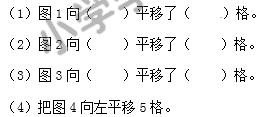 (1)图1向(    )平移了(    )格。
(2)图2向(    )平移了(    )格。
(3)图3向(    )平移了(    )格。
(4)把图4向左平移5格。